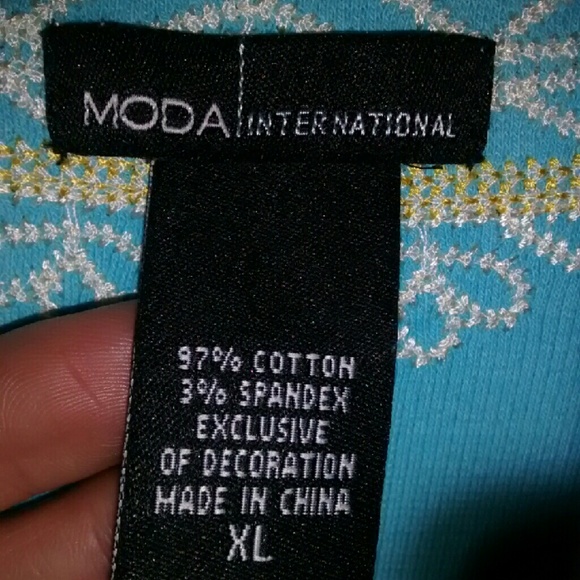 MODA INTERNATIONAL
97% COTTON
3% SPANDEX
EXCLUSIVE
OF DECORATION
MADE IN CHINA
XL